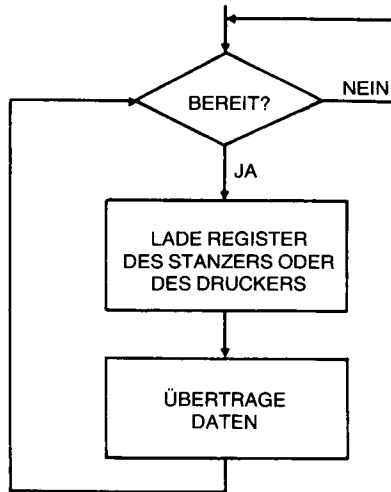 BEREIT?
NEIN
JA
LADE REGISTER
DES STANZERS ODER
DES DRUCKERS
ÜBERTRAGE
DATEN